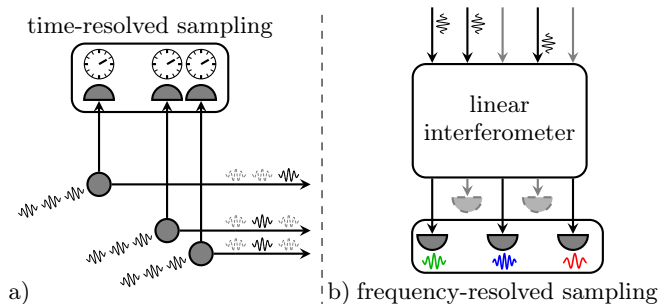 time-resolved sampling
linear
interferometer
a)
b) frequency-resolved sampling